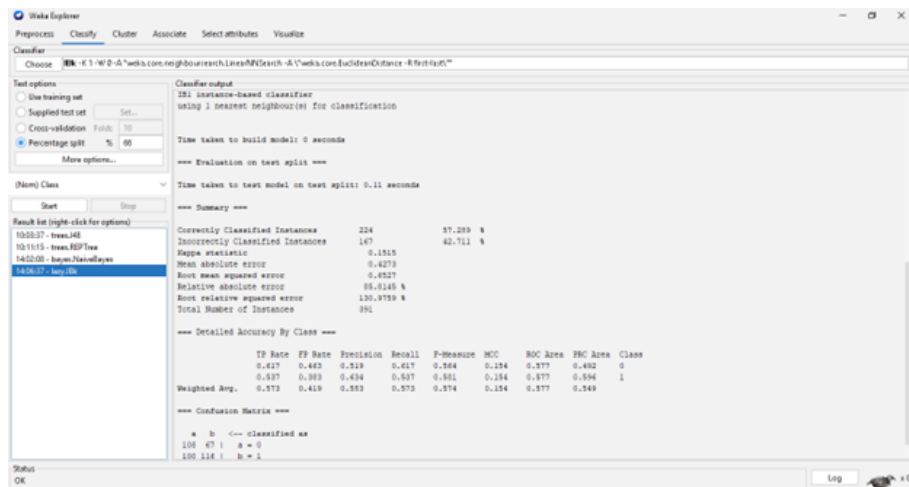 Weka Explorer
Preprocess Classify Cluster Associate Select attributes Visualize
Classifier
Choose IBk -K 1 -W 0 -A "weka.core.neighboursearch.LinearNNSearch -A \"weka.core.EuclideanDistance -R first-last\""
Test options
Use training set
Supplied test set Set...
Cross-validation Folds 10
Percentage split % 66
More options...
(Nom) Class
Start Stop
Result list (right-click for options)
10:08:37 - trees.J48
10:11:15 - trees.REPTree
14:02:00 - bayes.NaiveBayes
14:06:37 - lazy.IBk
Classifier output
IB1 instance-based classifier
using 1 nearest neighbour(s) for classification
Time taken to build model: 0 seconds
=== Evaluation on test split ===
Time taken to test model on test split: 0.11 seconds
=== Summary ===
Correctly Classified Instances 224 57.289 %
Incorrectly Classified Instances 167 42.711 %
Kappa statistic 0.1515
Mean absolute error 0.4273
Root mean squared error 0.6527
Relative absolute error 85.8145 %
Root relative squared error 130.9759 %
Total Number of Instances 391
=== Detailed Accuracy By Class ===
TP Rate FP Rate Precision Recall F-Measure MCC ROC Area PRC Area Class
0.617 0.463 0.519 0.617 0.564 0.154 0.577 0.492 0
0.537 0.383 0.634 0.537 0.581 0.154 0.577 0.596 1
Weighted Avg. 0.573 0.419 0.583 0.573 0.574 0.154 0.577 0.549
=== Confusion Matrix ===
a b <-- classified as
108 67 | a = 0
100 116 | b = 1
Status
OK
Log
x 0